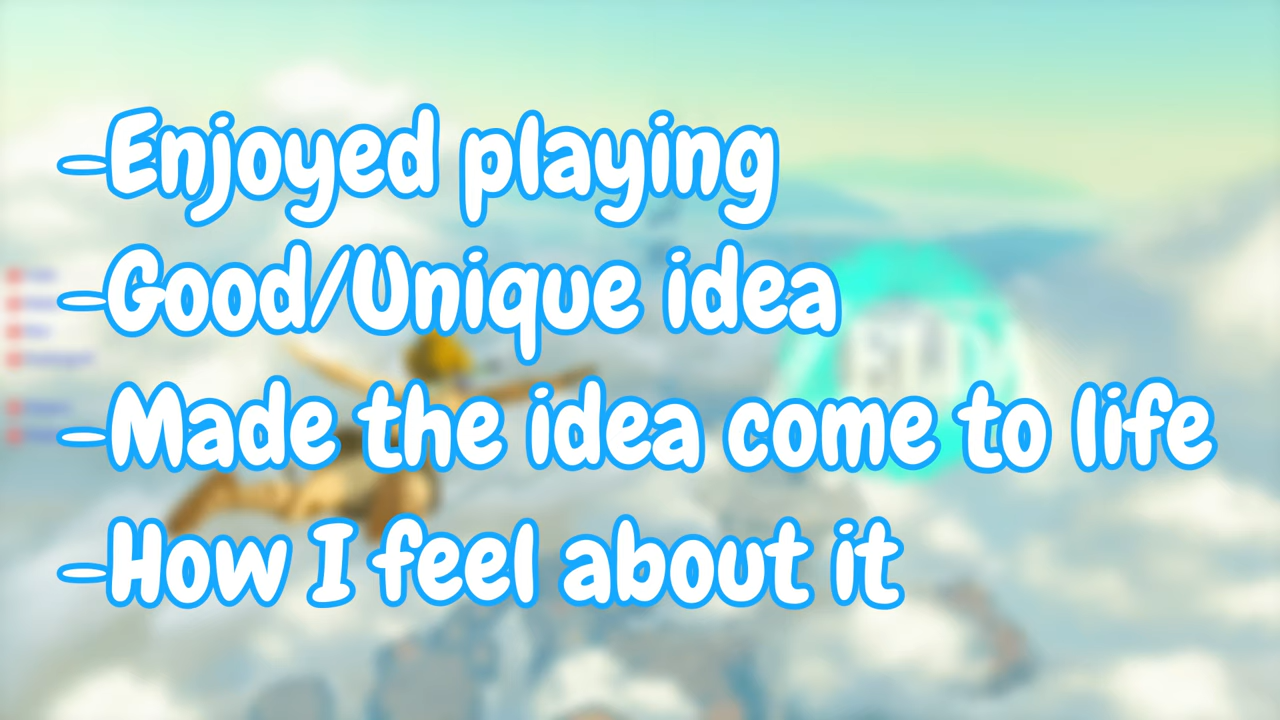 -Enjoyed playing
-Good/Unique idea
-Made the idea come to life
-How I feel about it